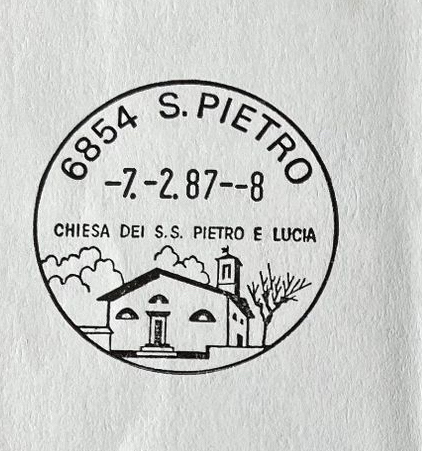 6854 S. PIETRO
-7.-2.87--8
CHIESA DEI S.S. PIETRO E LUCIA